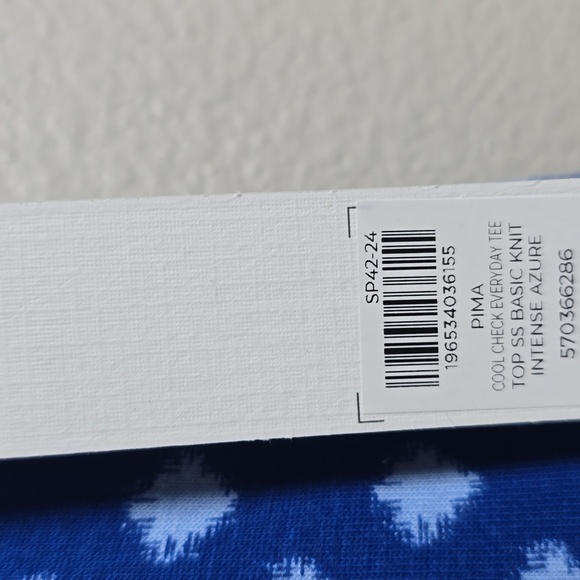 SP42-24
196534036155
PIMA
COOL CHECK EVERYDAY TEE
TOP SS BASIC KNIT
INTENSE AZURE
570366286